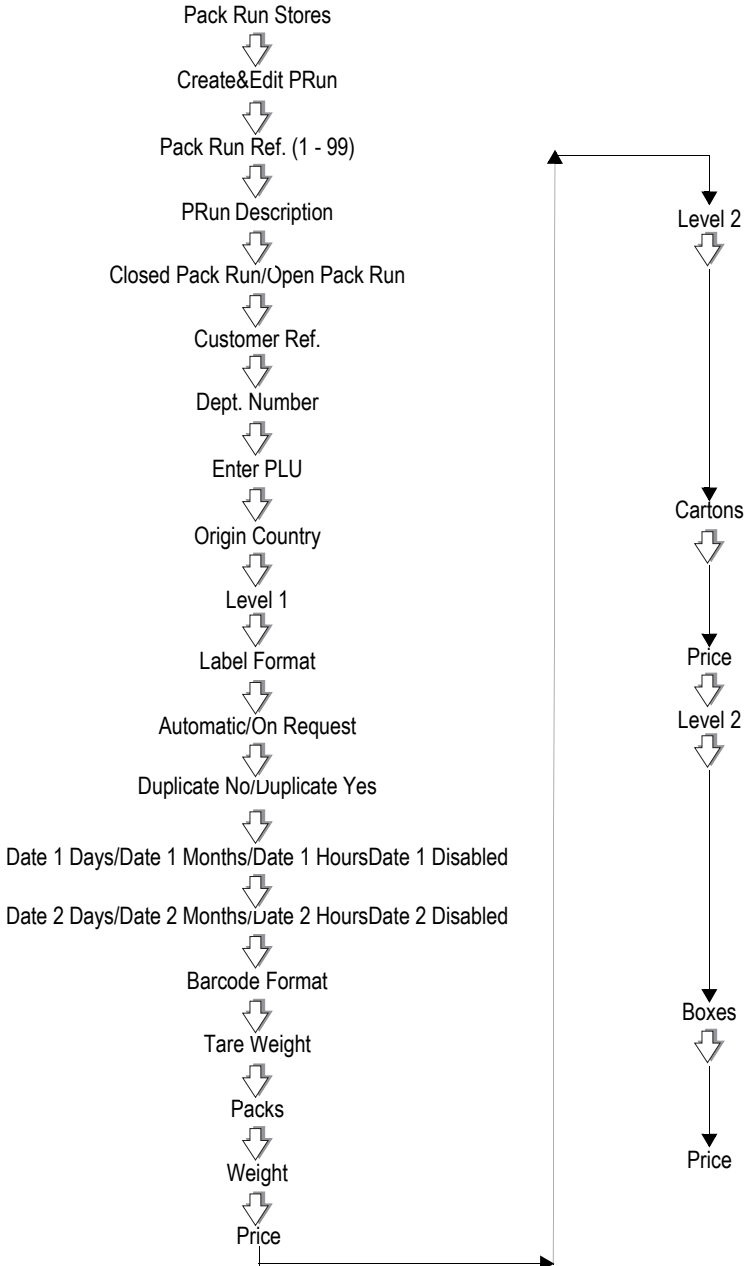 Pack Run Stores
Create&Edit PRun
Pack Run Ref. (1 - 99)
PRun Description
Closed Pack Run/Open Pack Run
Customer Ref.
Dept. Number
Enter PLU
Origin Country
Level 1
Label Format
Automatic/On Request
Duplicate No/Duplicate Yes
Date 1 Days/Date 1 Months/Date 1 HoursDate 1 Disabled
Date 2 Days/Date 2 Months/Date 2 HoursDate 2 Disabled
Barcode Format
Tare Weight
Packs
Weight
Price
Level 2
Cartons
Price
Level 2
Boxes
Price